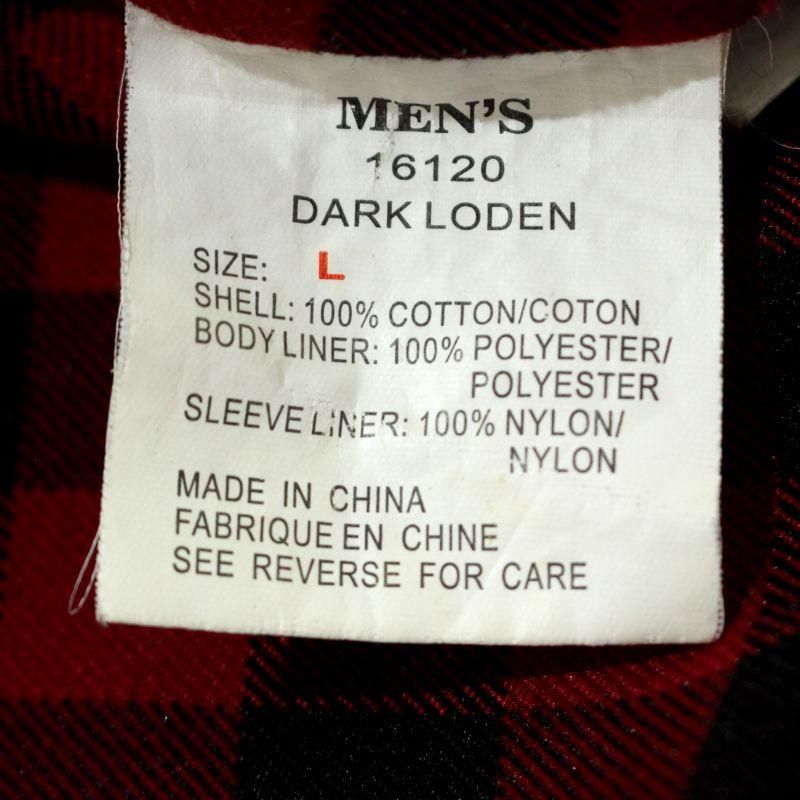 MEN'S
16120
DARK LODEN
SIZE: L
SHELL: 100% COTTON/COTON
BODY LINER: 100% POLYESTER/
POLYESTER
SLEEVE LINER: 100% NYLON/
NYLON
MADE IN CHINA
FABRIQUE EN CHINE
SEE REVERSE FOR CARE